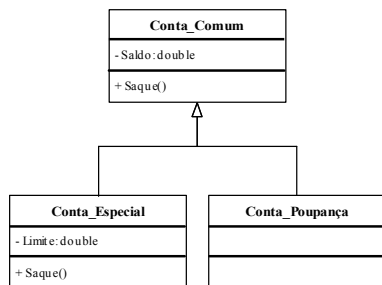 Conta_Comum
- Saldo: double
+ Saque()
Conta_Especial
- Limite: double
+ Saque()
Conta_Poupança